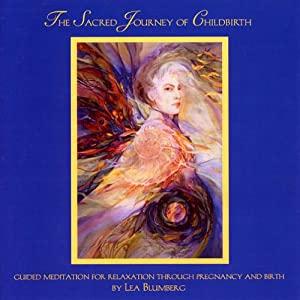 The Sacred Journey of Childbirth
Guided Meditation for Relaxation Through Pregnancy and Birth
by Lea Blumberg